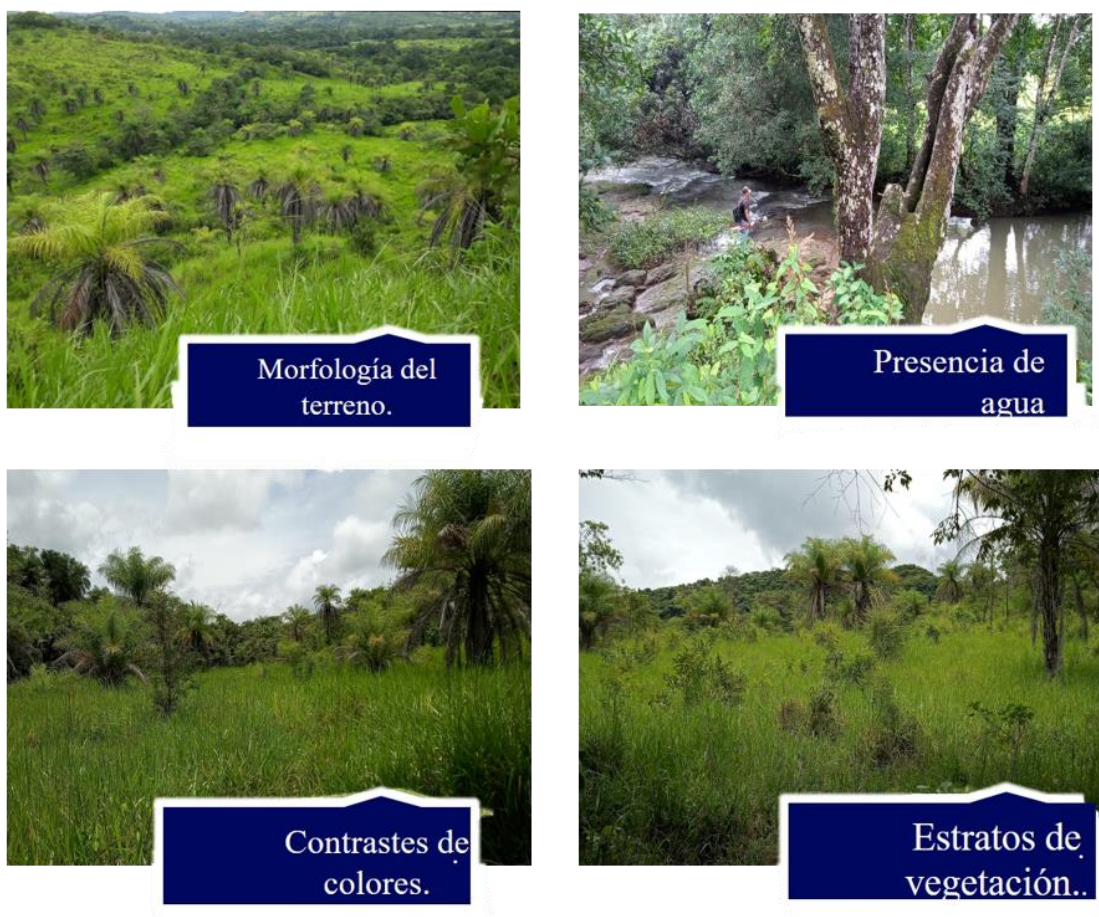 Morfología del
terreno.
Presencia de
agua
Contrastes de
colores.
Estratos de
vegetación..